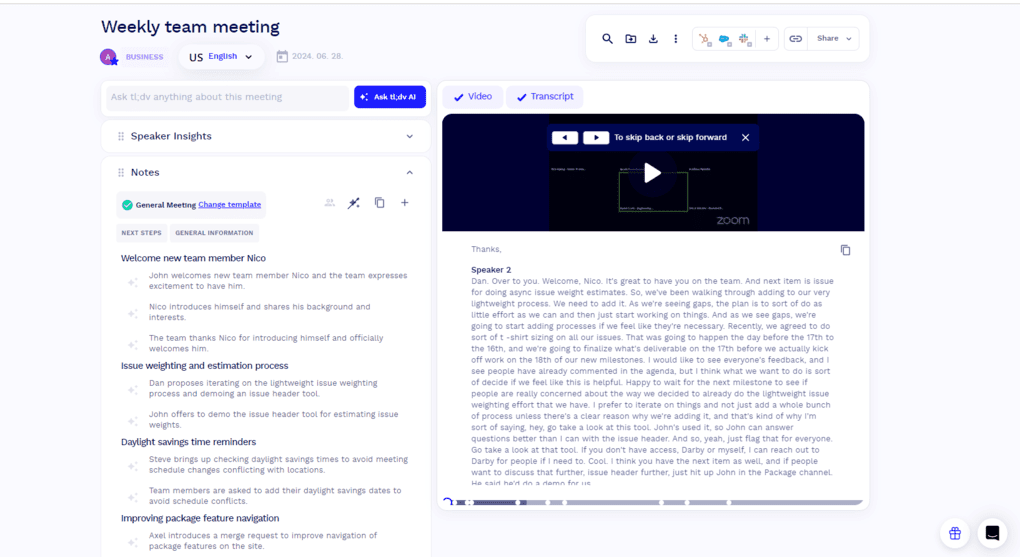 Weekly team meeting
A BUSINESS US English 2024. 06. 28.
Share
Ask tl;dv anything about this meeting
Ask tl;dv AI
Speaker Insights
Notes
General Meeting Change template
NEXT STEPS GENERAL INFORMATION
Welcome new team member Nico
John welcomes new team member Nico and the team expresses
excitement to have him.
Nico introduces himself and shares his background and
interests.
The team thanks Nico for introducing himself and officially
welcomes him.
Issue weighting and estimation process
Dan proposes iterating on the lightweight issue weighting
process and demoing an issue header tool.
John offers to demo the issue header tool for estimating issue
weights.
Daylight savings time reminders
Steve brings up checking daylight savings times to avoid meeting
schedule changes conflicting with locations.
Team members are asked to add their daylight savings dates to
avoid schedule conflicts.
Improving package feature navigation
Axel introduces a merge request to improve navigation of
package features on the site.
Video Transcript
To skip back or skip forward
zoom
Thanks,
Speaker 2
Dan. Over to you. Welcome, Nico. It's great to have you on the team. And next item is issue
for doing async issue weight estimates. So, we've been walking through adding to our very
lightweight process. We need to add it. As we're seeing gaps, the plan is to sort of do as
little effort as we can and then just start working on things. And as we see gaps, we're
going to start adding processes if we feel like they're necessary. Recently, we agreed to do
sort of t -shirt sizing on all our issues. That was going to happen the day before the 17th to
the 16th, and we're going to finalize what's deliverable on the 17th before we actually kick
off work on the 18th of our new milestones. I would like to see everyone's feedback, and I
see people have already commented in the agenda, but I think what we want to do is sort
of decide if we feel like this is helpful. Happy to wait for the next milestone to see if
people are really concerned about the way we decided to already do the lightweight issue
weighting effort that we have. I prefer to iterate on things and not just add a whole bunch
of process unless there's a clear reason why we're adding it, and that's kind of why I'm
sort of saying, hey, go take a look at this tool. John's used it, so John can answer
questions better than I can with the issue header. And so, yeah, just flag that for everyone.
Go take a look at that tool. If you don't have access, Darby or myself, I can reach out to
Darby for people if I need to. Cool. I think you have the next item as well, and if people
want to discuss that further, issue header further, just hit up John in the Package channel.
He said he'd do a demo for us.